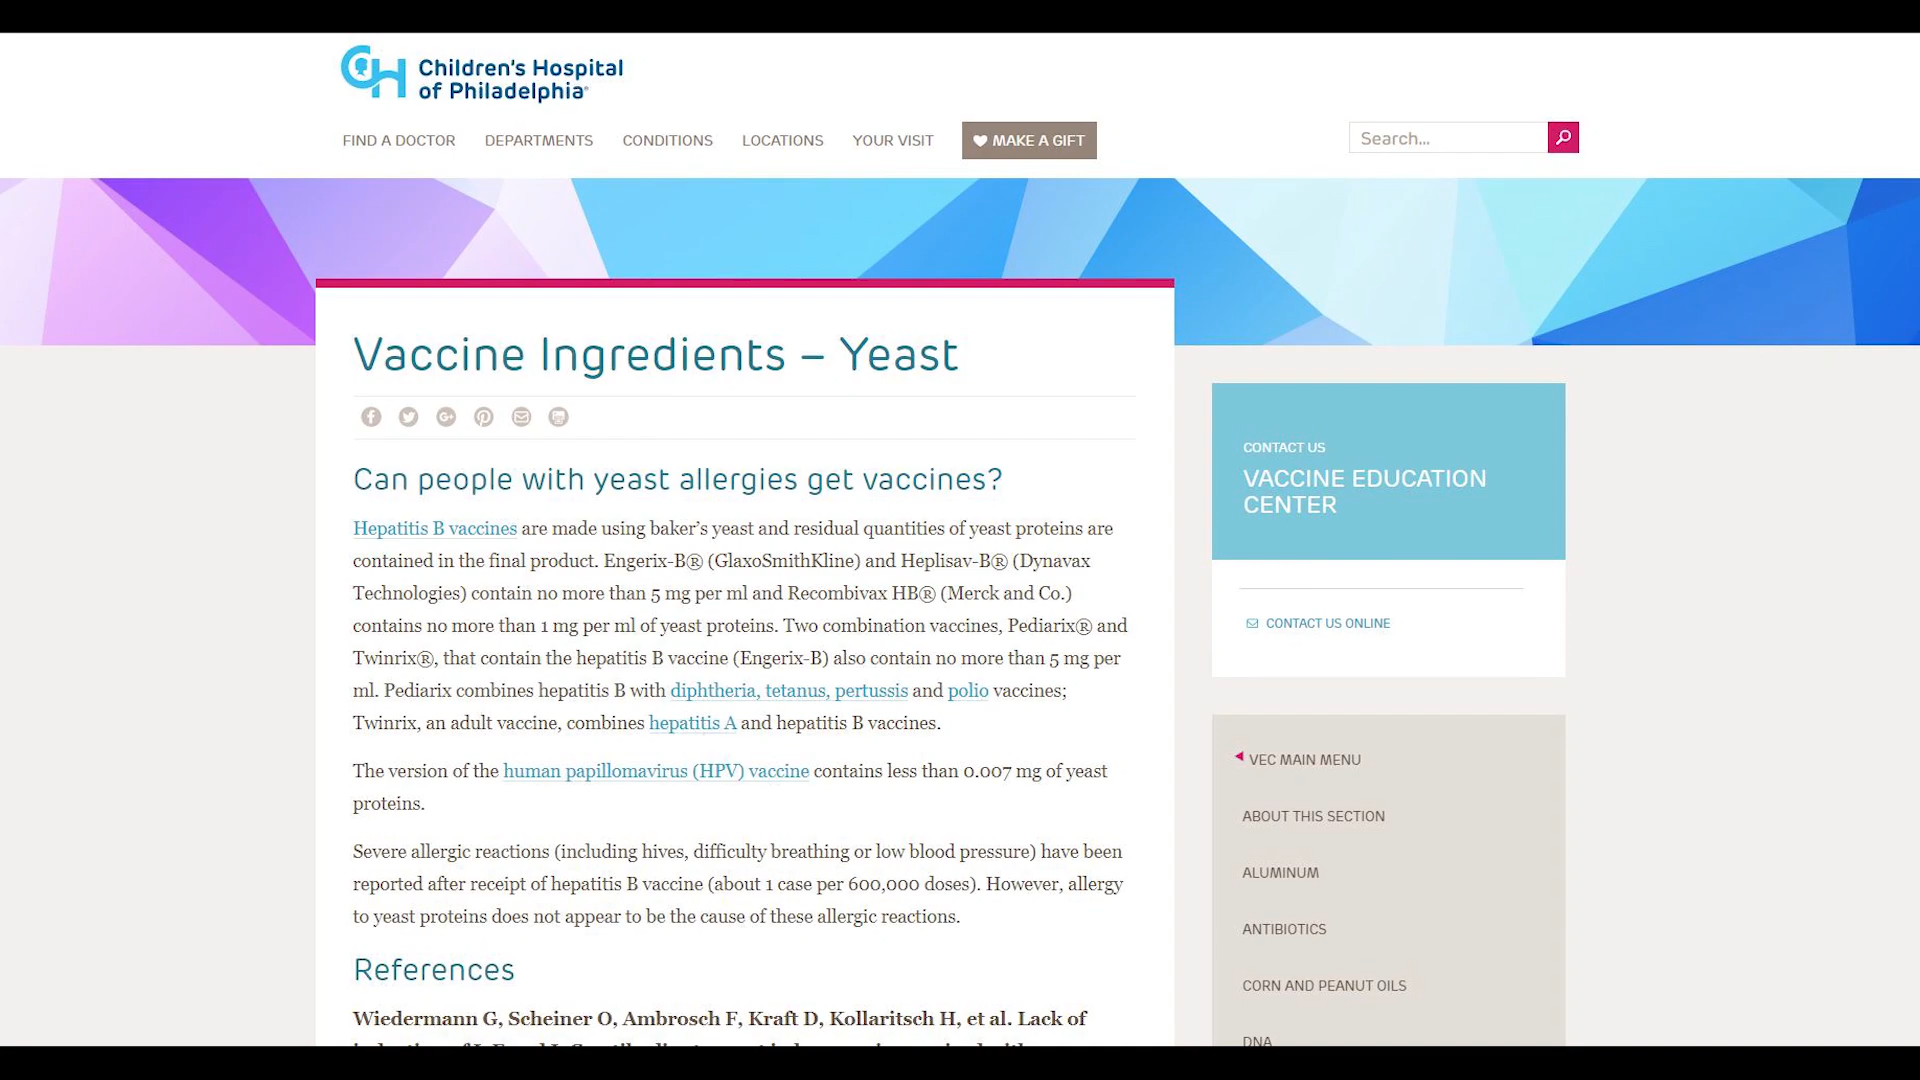 Children's Hospital
of Philadelphia
FIND A DOCTOR DEPARTMENTS CONDITIONS LOCATIONS YOUR VISIT MAKE A GIFT Search...
Vaccine Ingredients – Yeast
Can people with yeast allergies get vaccines?
Hepatitis B vaccines are made using baker's yeast and residual quantities of yeast proteins are
contained in the final product. Engerix-B® (GlaxoSmithKline) and Heplisav-B® (Dynavax
Technologies) contain no more than 5 mg per ml and Recombivax HB® (Merck and Co.)
contains no more than 1 mg per ml of yeast proteins. Two combination vaccines, Pediarix® and
Twinrix®, that contain the hepatitis B vaccine (Engerix-B) also contain no more than 5 mg per
ml. Pediarix combines hepatitis B with diphtheria, tetanus, pertussis and polio vaccines;
Twinrix, an adult vaccine, combines hepatitis A and hepatitis B vaccines.
The version of the human papillomavirus (HPV) vaccine contains less than 0.007 mg of yeast
proteins.
Severe allergic reactions (including hives, difficulty breathing or low blood pressure) have been
reported after receipt of hepatitis B vaccine (about 1 case per 600,000 doses). However, allergy
to yeast proteins does not appear to be the cause of these allergic reactions.
References
Wiedermann G, Scheiner O, Ambrosch F, Kraft D, Kollaritsch H, et al. Lack of
CONTACT US
VACCINE EDUCATION
CENTER
CONTACT US ONLINE
VEC MAIN MENU
ABOUT THIS SECTION
ALUMINUM
ANTIBIOTICS
CORN AND PEANUT OILS
DNA